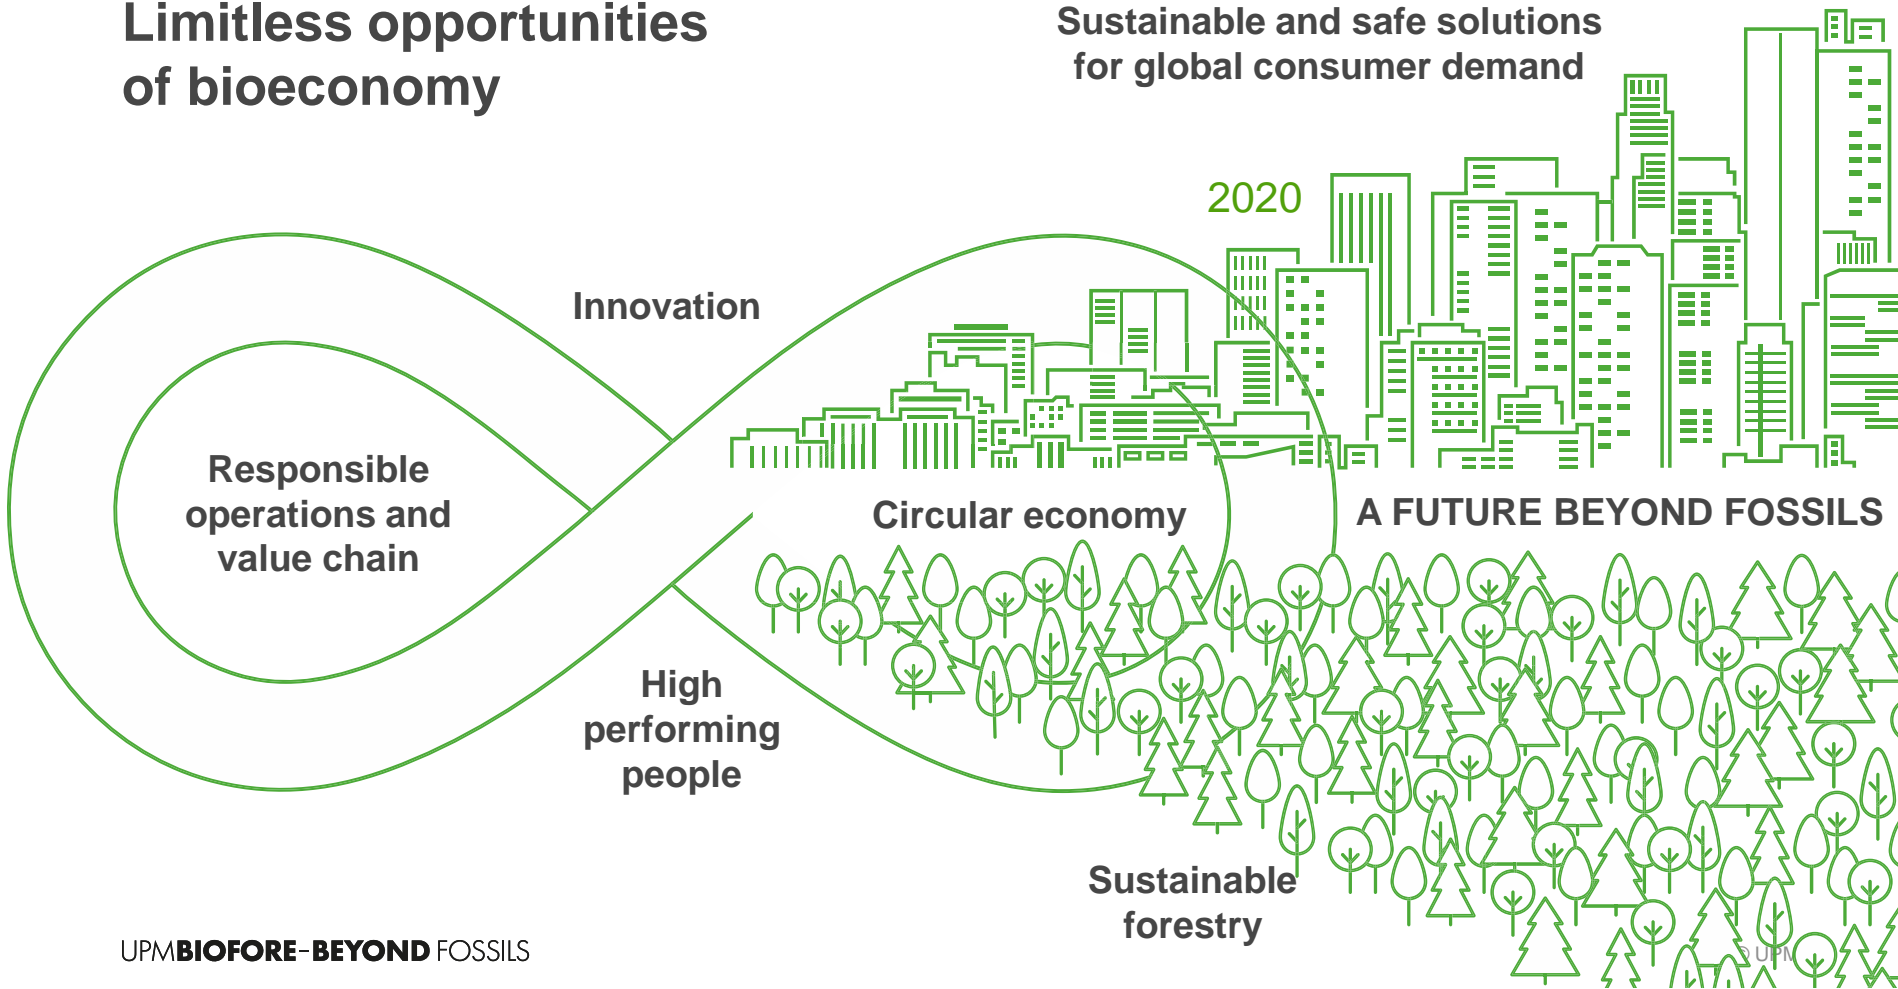 Limitless opportunities
of bioeconomy
Sustainable and safe solutions
for global consumer demand
2020
Innovation
Responsible
operations and
value chain
Circular economy
A FUTURE BEYOND FOSSILS
High
performing
people
Sustainable
forestry
UPMBIOFORE–BEYOND FOSSILS
© UPM